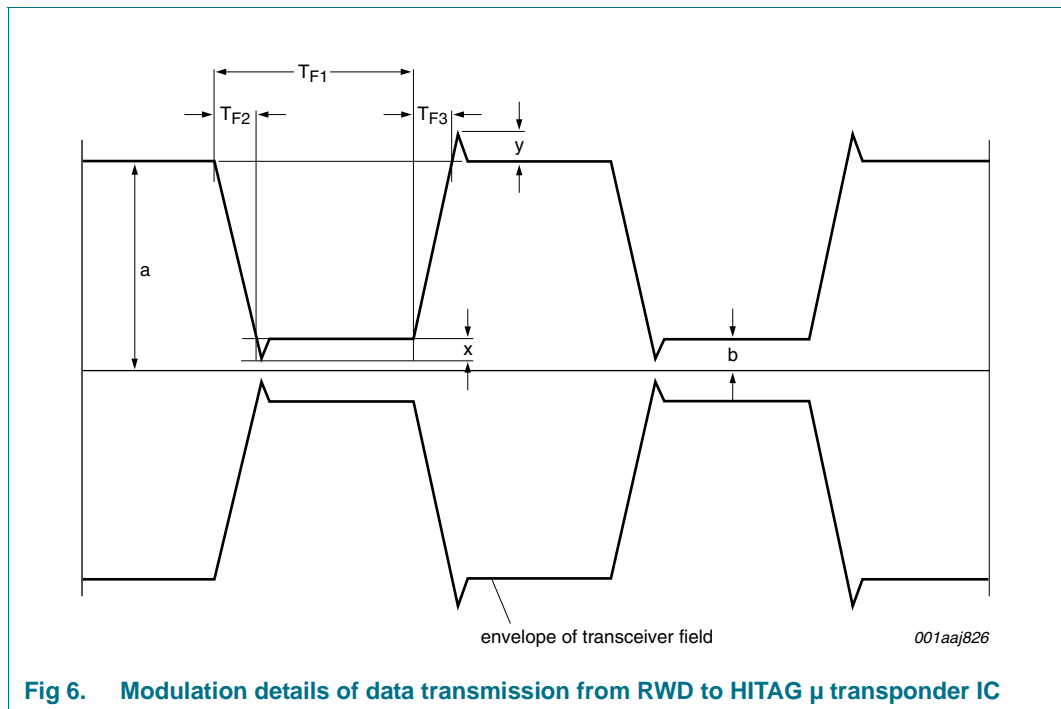 TF1
TF2
TF3
y
a
x
b
envelope of transceiver field
001aaj826
Fig 6. Modulation details of data transmission from RWD to HITAG µ transponder IC